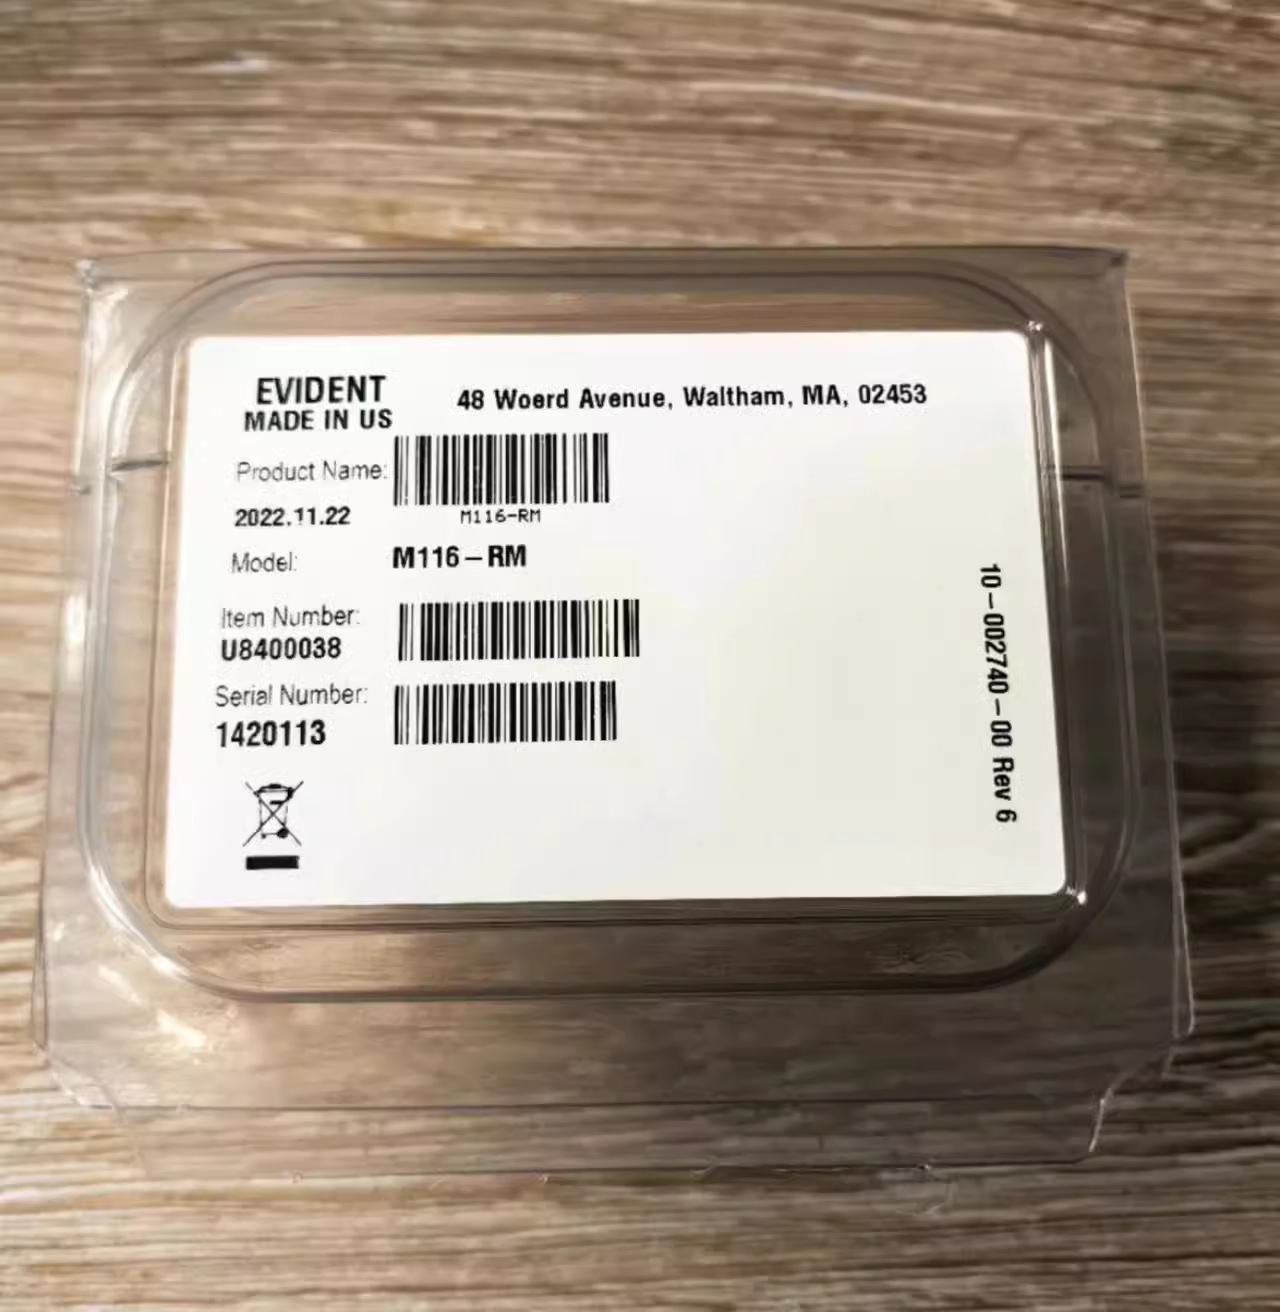 EVIDENT
MADE IN US
48 Woerd Avenue, Waltham, MA, 02453
Product Name:
M116-RM
2022.11.22
Model: M116-RM
Item Number:
U8400038
Serial Number:
1420113
10-002740-00 Rev 6